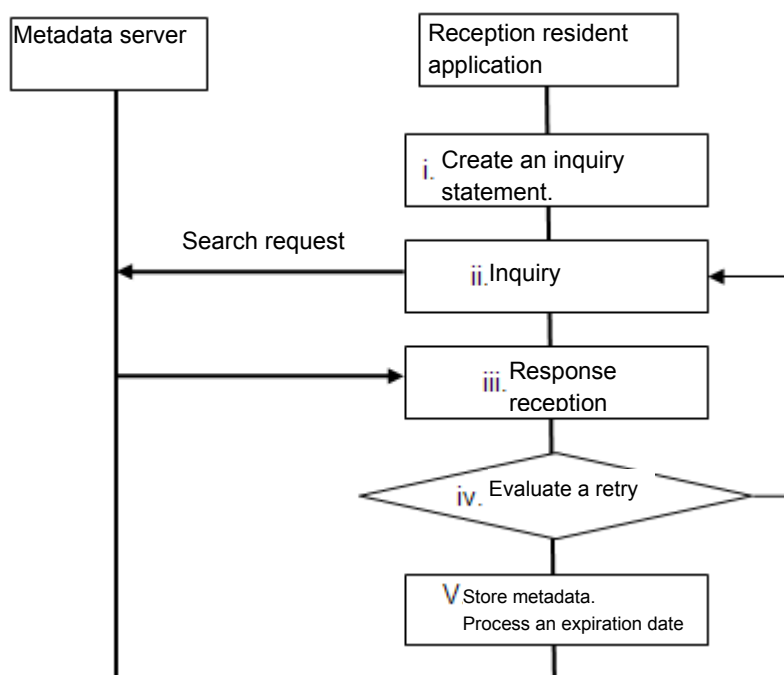 Metadata server
Reception resident
application
i. Create an inquiry
statement.
Search request
ii. Inquiry
iii. Response
reception
iv. Evaluate a retry
V Store metadata.
Process an expiration date